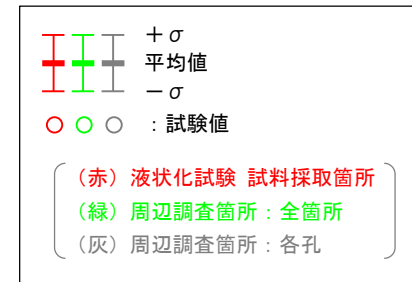 +σ
平均値
-σ
:試験値
(赤) 液状化試験 試料採取箇所
(緑) 周辺調査箇所:全箇所
(灰) 周辺調査箇所:各孔